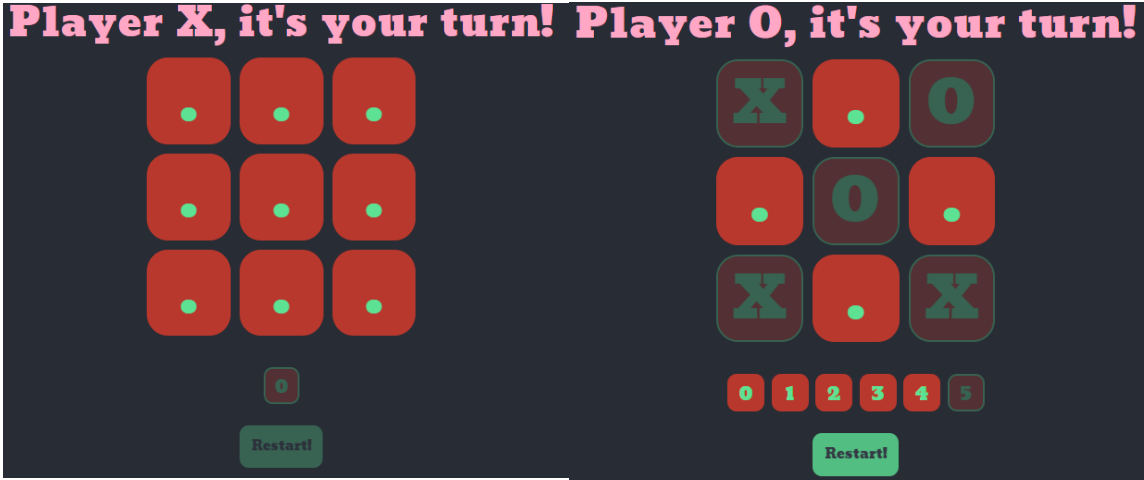 Player X, it's your turn!
. . .
. . .
. . .
0
Restart!
Player O, it's your turn!
X . O
. O .
X . X
0 1 2 3 4 5
Restart!